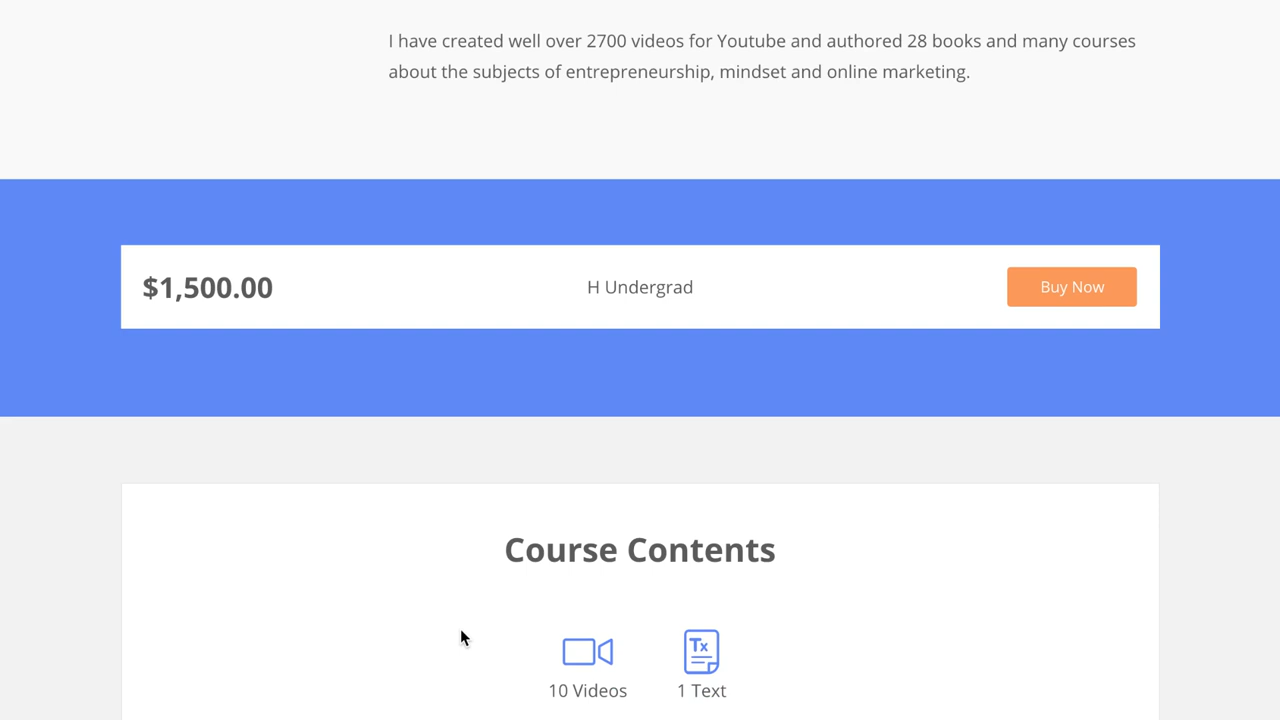 I have created well over 2700 videos for Youtube and authored 28 books and many courses
about the subjects of entrepreneurship, mindset and online marketing.
$1,500.00
H Undergrad
Buy Now
Course Contents
Tx
10 Videos
1 Text